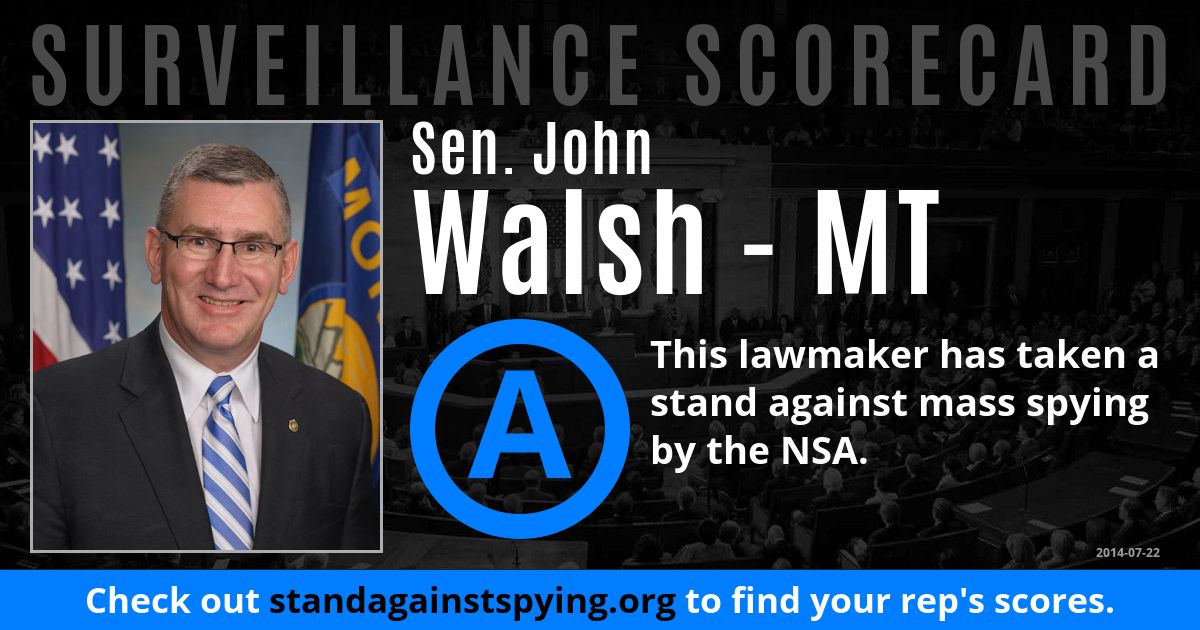 SURVEILLANCE SCORECARD
Sen. John
Walsh - MT
MO
A
This lawmaker has taken a
stand against mass spying
by the NSA.
2014-07-22
Check out standagainstspying.org to find your rep's scores.